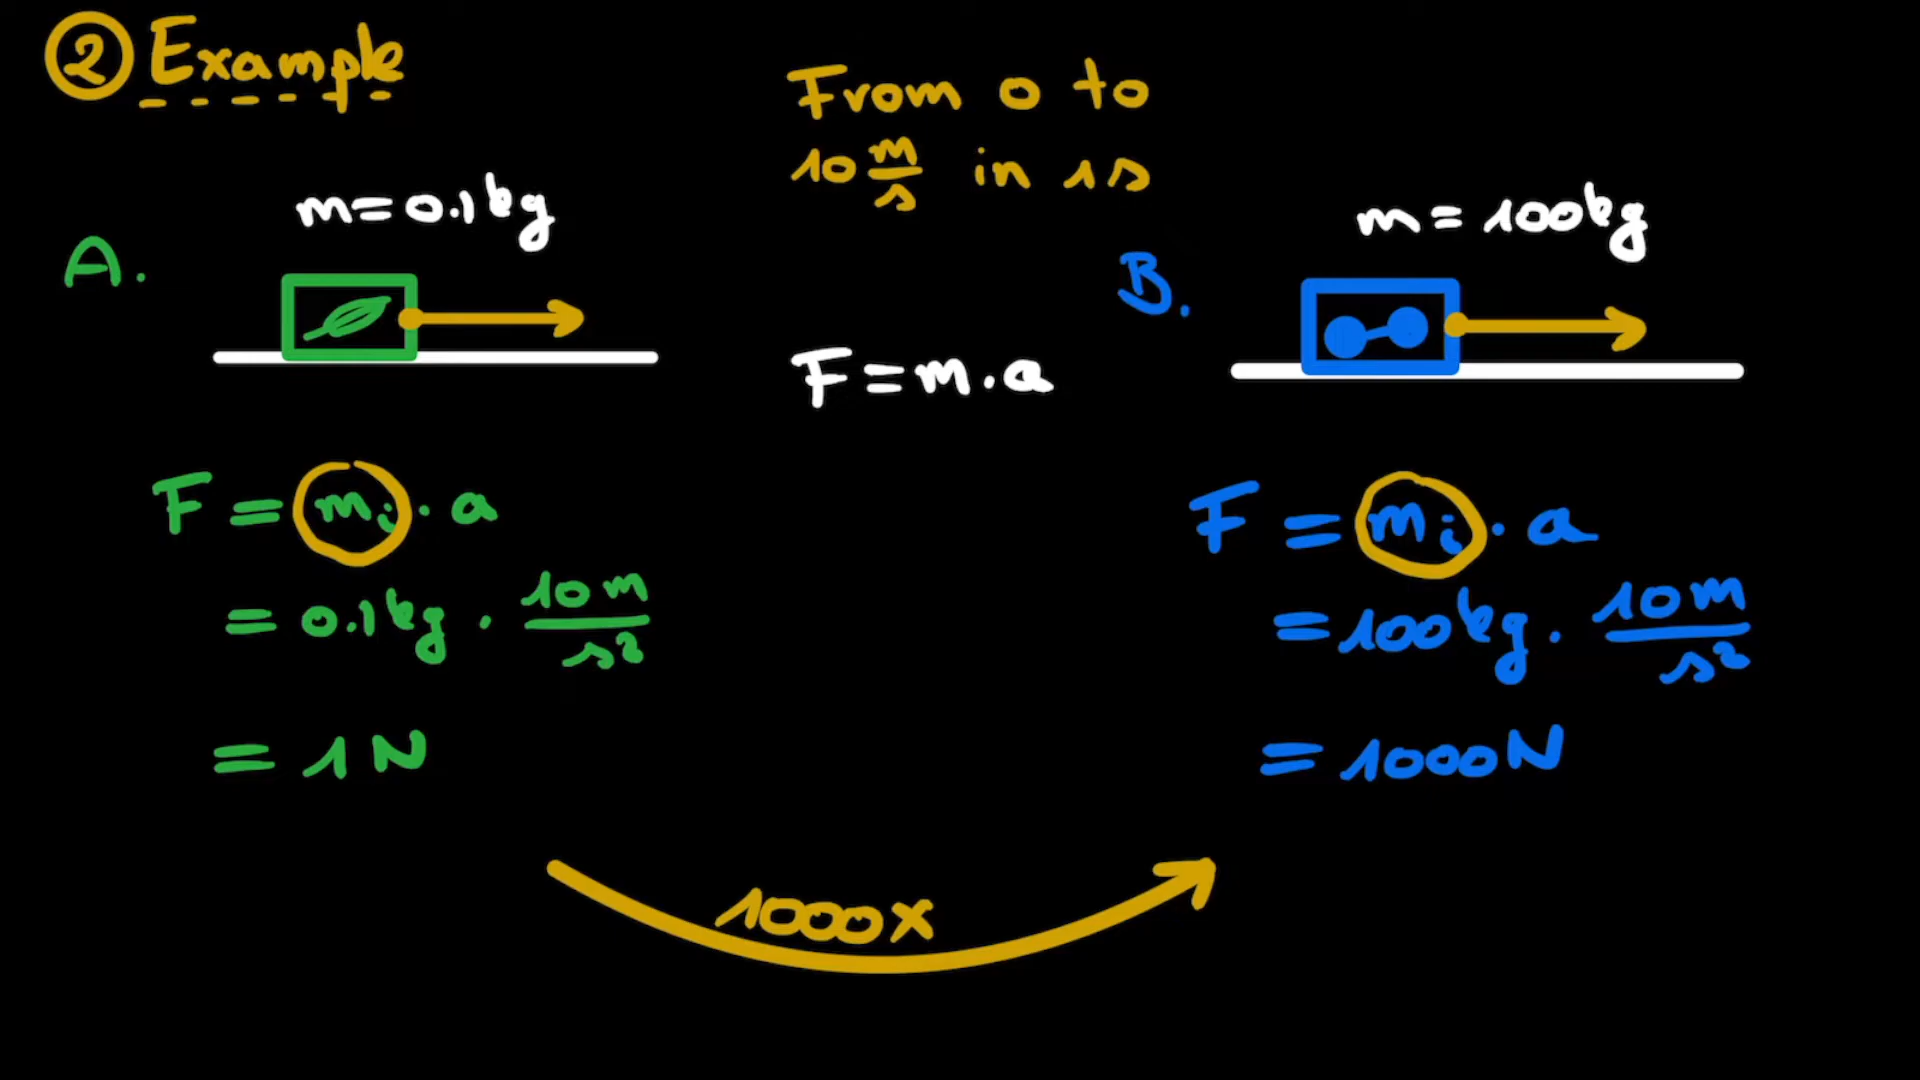 ② Example
From 0 to
10 m/s in 1s
m = 0.1kg
A.
m = 100kg
B.
F = m . a
F = mᵢ · a
= 0.1kg · 10m/s²
= 1N
F = mᵢ · a
= 100kg · 10m/s²
= 1000N
1000x